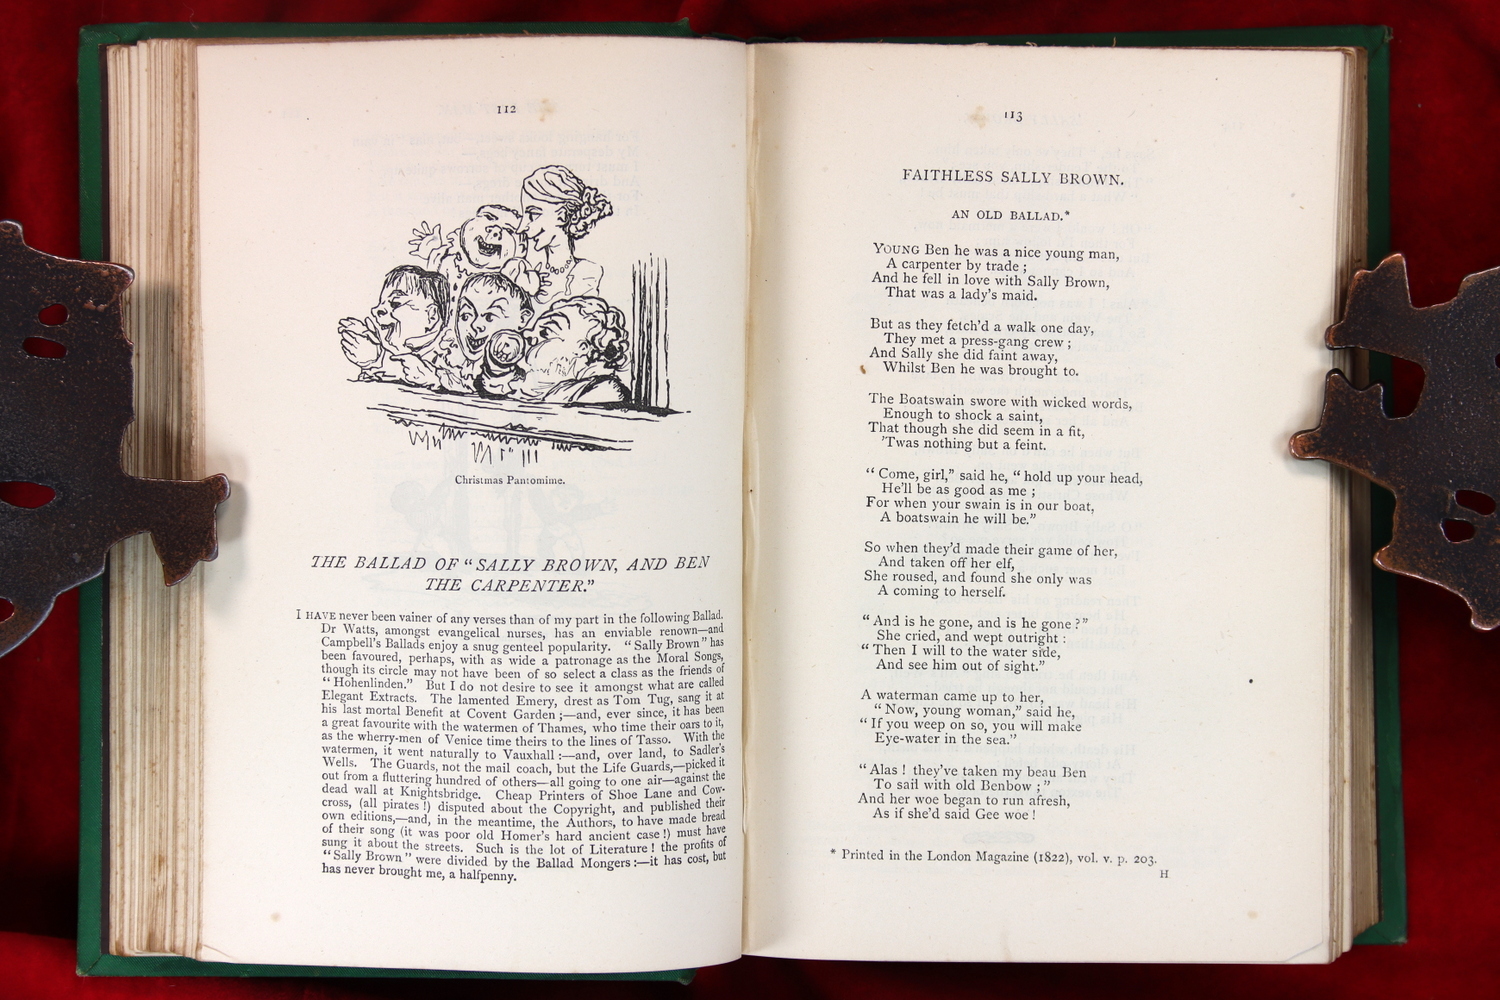 112
Christmas Pantomime.
THE BALLAD OF "SALLY BROWN, AND BEN
THE CARPENTER."
I HAVE never been vainer of any verses than of my part in the following Ballad.
Dr Watts, amongst evangelical nurses, has an enviable renown—and
Campbell's Ballads enjoy a snug genteel popularity. "Sally Brown" has
been favoured, perhaps, with as wide a patronage as the Moral Songs,
though its circle may not have been of so select a class as the friends of
"Hohenlinden." But I do not desire to see it amongst what are called
Elegant Extracts. The lamented Emery, drest as Tom Tug, sang it at
his last mortal Benefit at Covent Garden;—and, ever since, it has been
a great favourite with the watermen of Thames, who time their oars to it,
as the wherry-men of Venice time theirs to the lines of Tasso. With the
watermen, it went naturally to Vauxhall:—and, over land, to Sadler's
Wells. The Guards, not the mail coach, but the Life Guards,—picked it
out from a fluttering hundred of others—all going to one air—against the
dead wall at Knightsbridge. Cheap Printers of Shoe Lane and Cow-
cross, (all pirates!) disputed about the Copyright, and published their
own editions,—and, in the meantime, the Authors, to have made bread
of their song (it was poor old Homer's hard ancient case!) must have
sung it about the streets. Such is the lot of Literature! the profits of
"Sally Brown" were divided by the Ballad Mongers:—it has cost, but
has never brought me, a halfpenny.
113
FAITHLESS SALLY BROWN.
AN OLD BALLAD.*
YOUNG Ben he was a nice young man,
A carpenter by trade;
And he fell in love with Sally Brown,
That was a lady's maid.
But as they fetch'd a walk one day,
They met a press-gang crew;
And Sally she did faint away,
Whilst Ben he was brought to.
The Boatswain swore with wicked words,
Enough to shock a saint,
That though she did seem in a fit,
'Twas nothing but a feint.
"Come, girl," said he, "hold up your head,
He'll be as good as me;
For when your swain is in our boat,
A boatswain he will be."
So when they'd made their game of her,
And taken off her elf,
She roused, and found she only was
A coming to herself.
"And is he gone, and is he gone?"
She cried, and wept outright:
"Then I will to the water side,
And see him out of sight."
A waterman came up to her,
"Now, young woman," said he,
"If you weep on so, you will make
Eye-water in the sea."
"Alas! they've taken my beau Ben
To sail with old Benbow;"
And her woe began to run afresh,
As if she'd said Gee woe!
* Printed in the London Magazine (1822), vol. v. p. 203.
H